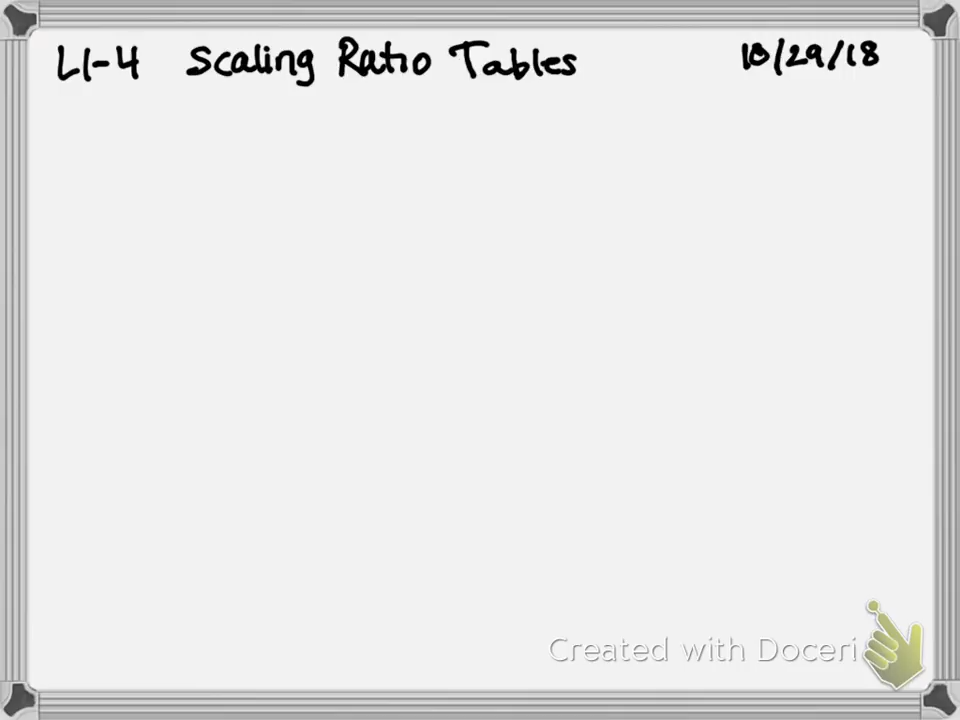 L1-4 Scaling Ratio Tables 10/29/18
Created with Doceri